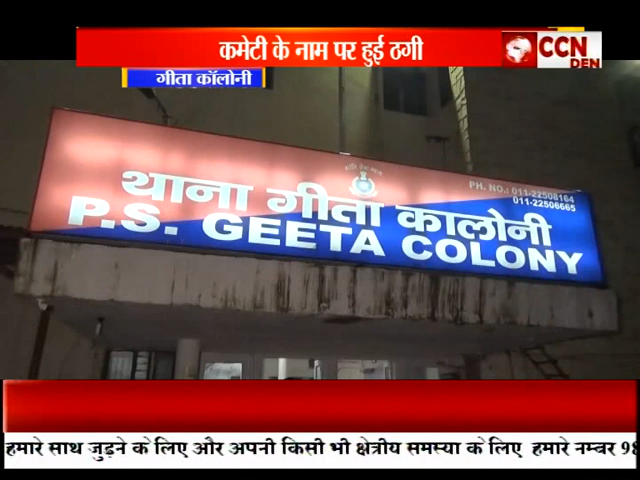 कमेटी के नाम पर हुई ठगी
CCN
DEN
गीता कॉलोनी
PH. NO.: 011-22508164
011-22506665
थाना गीता कालोनी
P.S. GEETA COLONY
हमारे साथ जुड़ने के लिए और अपनी किसी भी क्षेत्रीय समस्या के लिए हमारे नम्बर 98